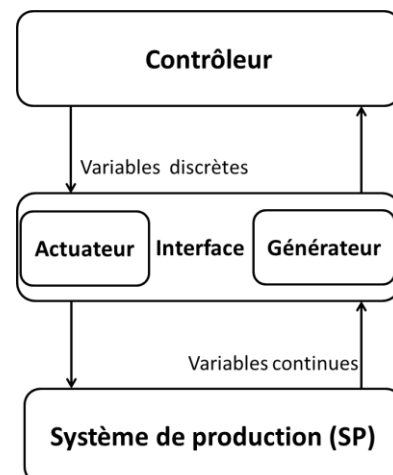 Contrôleur
Variables discrètes
Actuateur Interface Générateur
Variables continues
Système de production (SP)